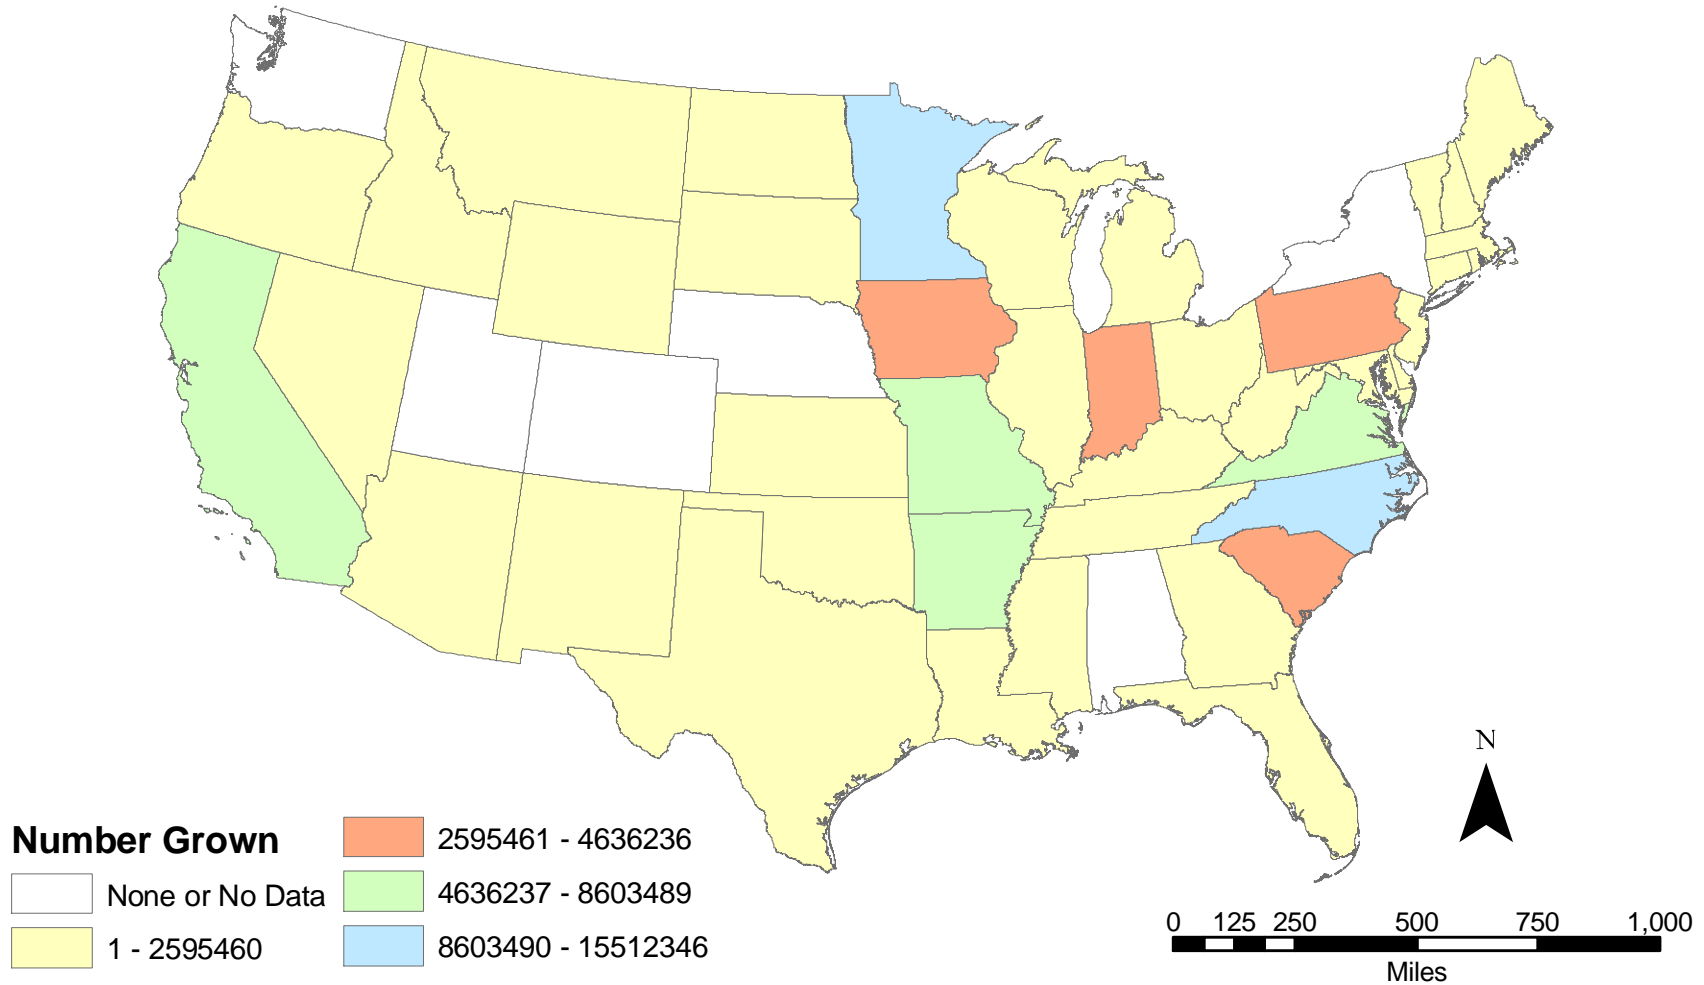 N
Number Grown
None or No Data
1 - 2595460
2595461 - 4636236
4636237 - 8603489
8603490 - 15512346
0 125 250 500 750 1,000
Miles